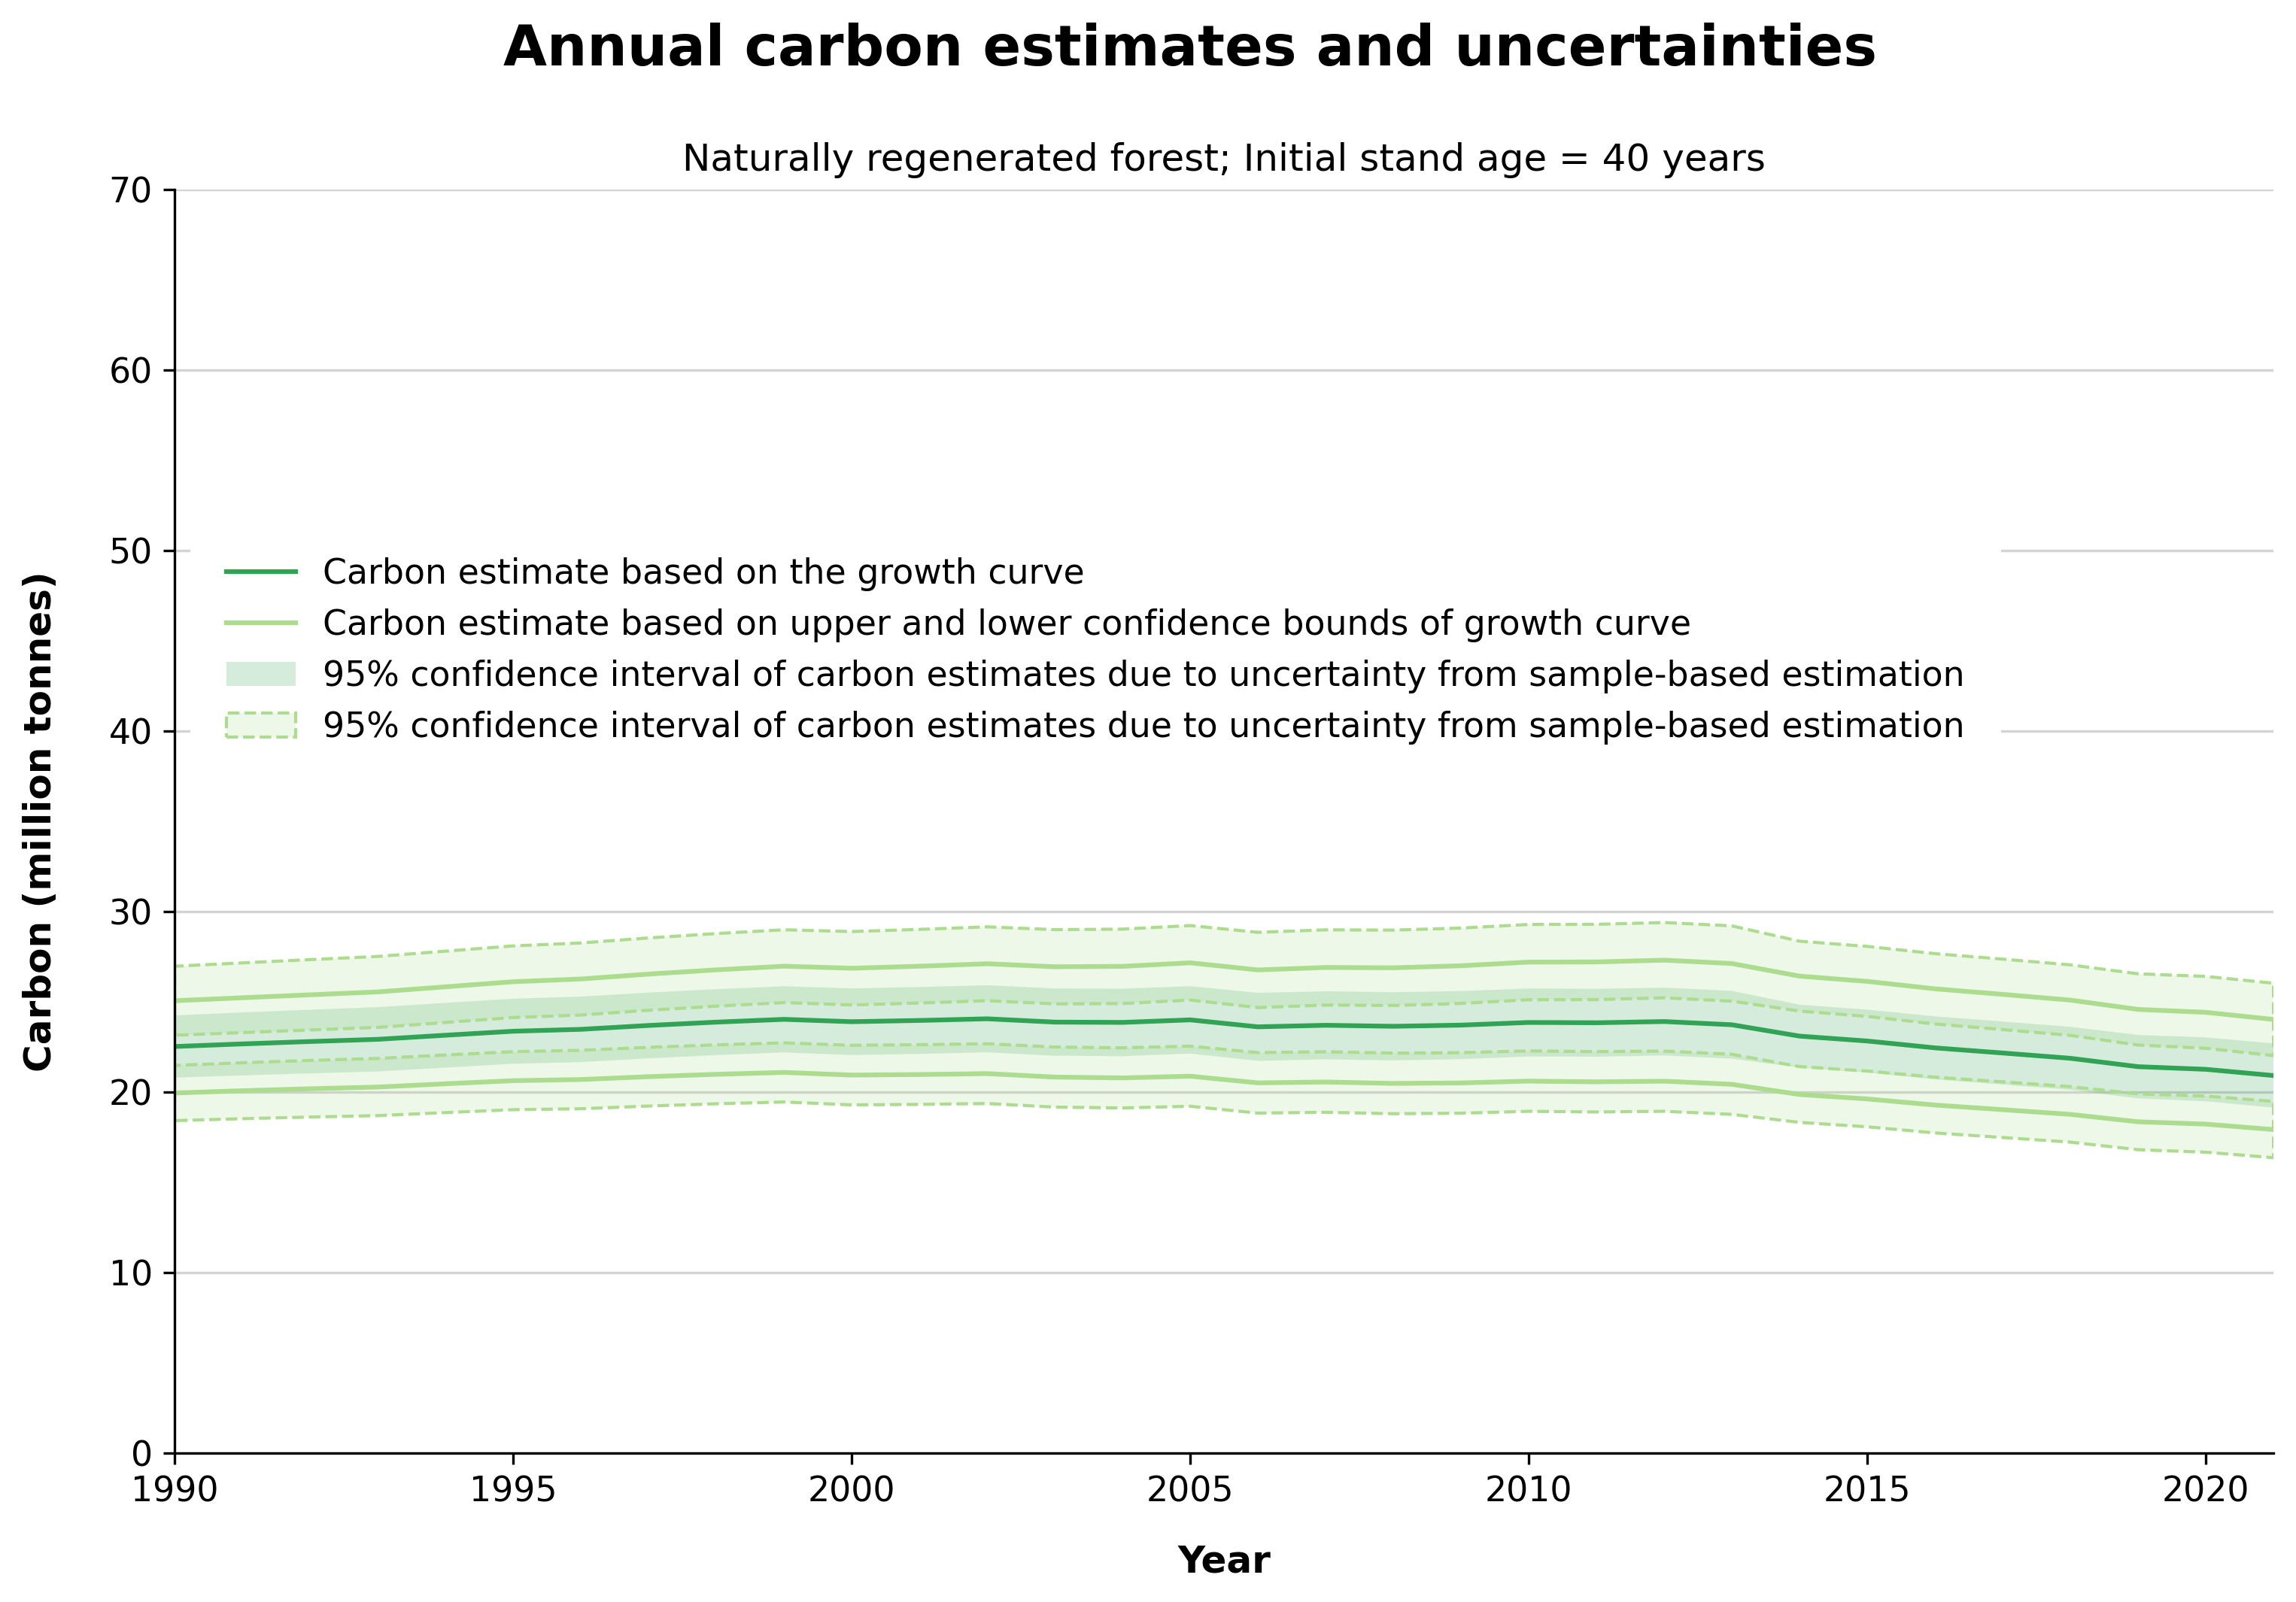 Annual carbon estimates and uncertainties
Naturally regenerated forest; Initial stand age = 40 years
70
60
50
40
30
20
10
0
Carbon (million tonnes)
Carbon estimate based on the growth curve
Carbon estimate based on upper and lower confidence bounds of growth curve
95% confidence interval of carbon estimates due to uncertainty from sample-based estimation
95% confidence interval of carbon estimates due to uncertainty from sample-based estimation
1990 1995 2000 2005 2010 2015 2020
Year